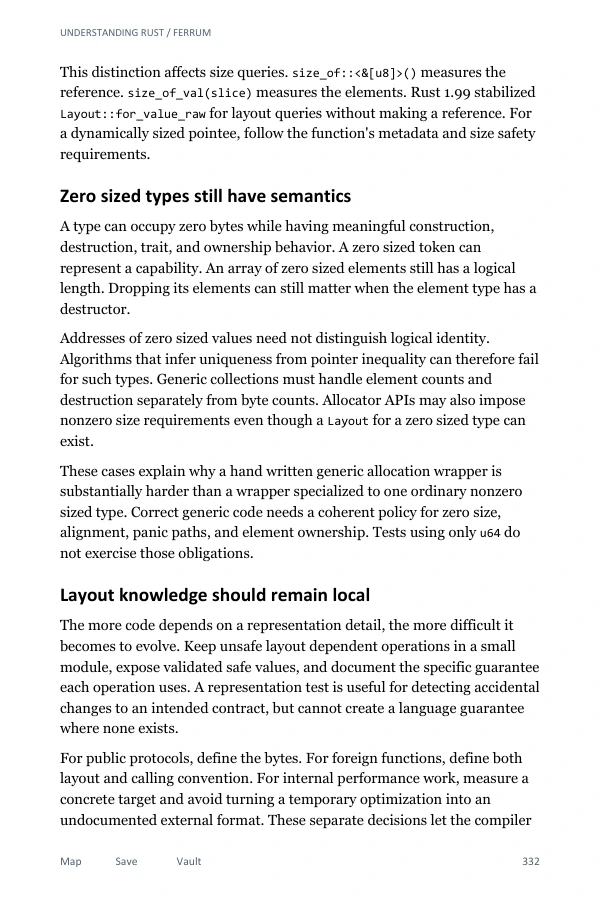 UNDERSTANDING RUST / FERRUM
This distinction affects size queries. size_of::<&[u8]>() measures the
reference. size_of_val(slice) measures the elements. Rust 1.99 stabilized
Layout::for_value_raw for layout queries without making a reference. For
a dynamically sized pointee, follow the function's metadata and size safety
requirements.
Zero sized types still have semantics
A type can occupy zero bytes while having meaningful construction,
destruction, trait, and ownership behavior. A zero sized token can
represent a capability. An array of zero sized elements still has a logical
length. Dropping its elements can still matter when the element type has a
destructor.
Addresses of zero sized values need not distinguish logical identity.
Algorithms that infer uniqueness from pointer inequality can therefore fail
for such types. Generic collections must handle element counts and
destruction separately from byte counts. Allocator APIs may also impose
nonzero size requirements even though a Layout for a zero sized type can
exist.
These cases explain why a hand written generic allocation wrapper is
substantially harder than a wrapper specialized to one ordinary nonzero
sized type. Correct generic code needs a coherent policy for zero size,
alignment, panic paths, and element ownership. Tests using only u64 do
not exercise those obligations.
Layout knowledge should remain local
The more code depends on a representation detail, the more difficult it
becomes to evolve. Keep unsafe layout dependent operations in a small
module, expose validated safe values, and document the specific guarantee
each operation uses. A representation test is useful for detecting accidental
changes to an intended contract, but cannot create a language guarantee
where none exists.
For public protocols, define the bytes. For foreign functions, define both
layout and calling convention. For internal performance work, measure a
concrete target and avoid turning a temporary optimization into an
undocumented external format. These separate decisions let the compiler
Map Save Vault 332